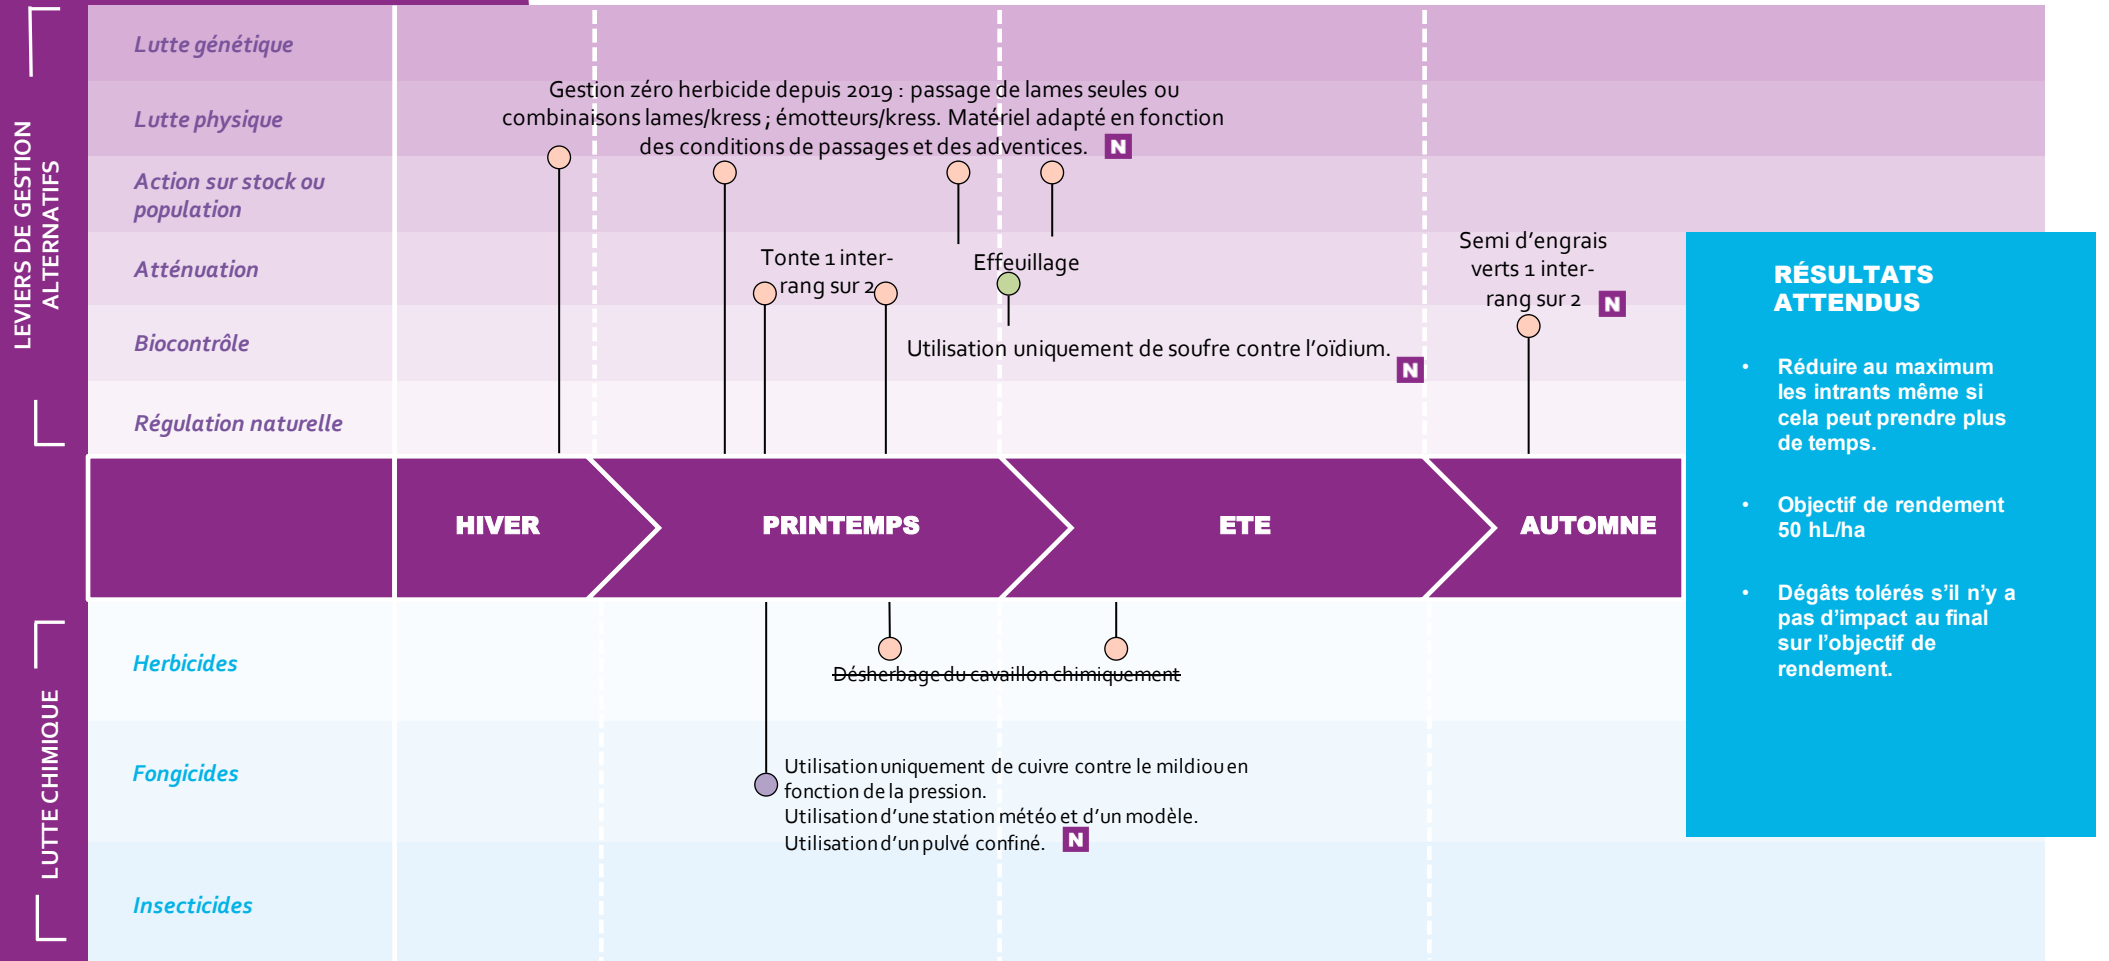 LEVIERS DE GESTION
ALTERNATIFS
Lutte génétique
Lutte physique
Action sur stock ou
population
Atténuation
Biocontrôle
Régulation naturelle
Gestion zéro herbicide depuis 2019 : passage de lames seules ou
combinaisons lames/kress ; émotteurs/kress. Matériel adapté en fonction
des conditions de passages et des adventices. N
Tonte 1 inter-
rang sur 2
Effeuillage
Utilisation uniquement de soufre contre l’oïdium.
N
Semi d’engrais
verts 1 inter-
rang sur 2 N
HIVER
PRINTEMPS
ETE
AUTOMNE
LUTTE CHIMIQUE
Herbicides
Fongicides
Insecticides
Désherbage du cavaillon chimiquement
Utilisation uniquement de cuivre contre le mildiou en
fonction de la pression.
Utilisation d’une station météo et d’un modèle.
Utilisation d’un pulvé confiné. N
RÉSULTATS
ATTENDUS
• Réduire au maximum
les intrants même si
cela peut prendre plus
de temps.
• Objectif de rendement
50 hL/ha
• Dégâts tolérés s’il n’y a
pas d’impact au final
sur l’objectif de
rendement.